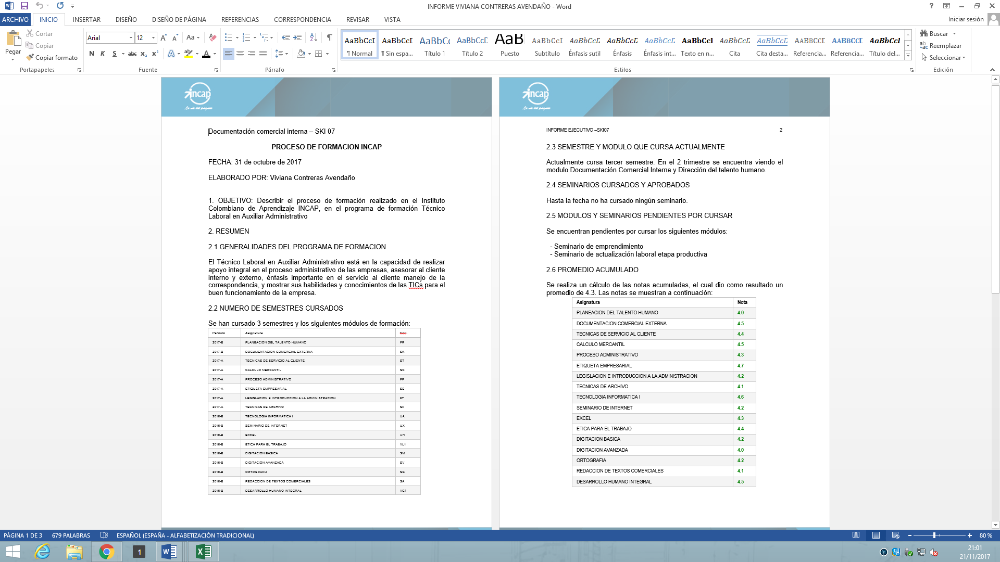 INFORME VIVIANA CONTRERAS AVENDAÑO - Word
ARCHIVO INICIO INSERTAR DISEÑO DISEÑO DE PÁGINA REFERENCIAS CORRESPONDENCIA REVISAR VISTA Iniciar sesión
Pegar
Cortar
Copiar
Copiar formato
Portapapeles
Arial 12
N K S abc x₂ x²
Fuente
Párrafo
AaBbCcI AaBbCcI AaBbCc AaBbCcD AaB AaBbCcI AaBbCcD AaBbCcD AaBbCcD AaBbCcI AaBbCcD AaBbCcD AABBCCD AABBCCD AaBbCcI
¶ Normal ¶ Sin espa... Título 1 Título 2 Puesto Subtítulo Énfasis sutil Énfasis Énfasis int... Texto en n... Cita Cita desta... Referencia... Referencia... Título del...
Estilos
Buscar
Reemplazar
Seleccionar
Edición
incap
Documentación comercial interna – SKI 07
PROCESO DE FORMACION INCAP
FECHA: 31 de octubre de 2017
ELABORADO POR: Viviana Contreras Avendaño
1. OBJETIVO: Describir el proceso de formación realizado en el Instituto
Colombiano de Aprendizaje INCAP, en el programa de formación Técnico
Laboral en Auxiliar Administrativo
2. RESUMEN
2.1 GENERALIDADES DEL PROGRAMA DE FORMACION
El Técnico Laboral en Auxiliar Administrativo está en la capacidad de realizar
apoyo integral en el proceso administrativo de las empresas, asesorar al cliente
interno y externo, énfasis importante en el servicio al cliente manejo de la
correspondencia, y mostrar sus habilidades y conocimientos de las TICs para el
buen funcionamiento de la empresa.
2.2 NUMERO DE SEMESTRES CURSADOS
Se han cursado 3 semestres y los siguientes módulos de formación:
Periodo Asignatura Cod.
2017-B PLANEACION DEL TALENTO HUMANO FR
2017-B DOCUMENTACION COMERCIAL EXTERNA SK
2017-A TECNICAS DE SERVICIO AL CLIENTE ST
2017-A CALCULO MERCANTIL SC
2017-A PROCESO ADMINISTRATIVO FP
2017-A ETIQUETA EMPRESARIAL SE
2017-A LEGISLACION E INTRODUCCION A LA ADMINISTRACION FT
2017-A TECNICAS DE ARCHIVO SF
2016-B TECNOLOGIA INFORMATICA I UA
2016-B SEMINARIO DE INTERNET UX
2016-B EXCEL UH
2016-B ETICA PARA EL TRABAJO VL1
2016-B DIGITACION BASICA SM
2016-B DIGITACION AVANZADA SV
2016-B ORTOGRAFIA SG
2016-B REDACCION DE TEXTOS COMERCIALES SA
2016-B DESARROLLO HUMANO INTEGRAL VC1
incap
INFORME EJECUTIVO –SKI07 2
2.3 SEMESTRE Y MODULO QUE CURSA ACTUALMENTE
Actualmente cursa tercer semestre. En el 2 trimestre se encuentra viendo el
modulo Documentación Comercial Interna y Dirección del talento humano.
2.4 SEMINARIOS CURSADOS Y APROBADOS
Hasta la fecha no ha cursado ningún seminario.
2.5 MODULOS Y SEMINARIOS PENDIENTES POR CURSAR
Se encuentran pendientes por cursar los siguientes módulos:
- Seminario de emprendimiento
- Seminario de actualización laboral etapa productiva
2.6 PROMEDIO ACUMULADO
Se realiza un cálculo de las notas acumuladas, el cual dio como resultado un
promedio de 4.3. Las notas se muestran a continuación:
Asignatura Nota
PLANEACION DEL TALENTO HUMANO 4.0
DOCUMENTACION COMERCIAL EXTERNA 4.5
TECNICAS DE SERVICIO AL CLIENTE 4.4
CALCULO MERCANTIL 4.5
PROCESO ADMINISTRATIVO 4.3
ETIQUETA EMPRESARIAL 4.7
LEGISLACION E INTRODUCCION A LA ADMINISTRACION 4.2
TECNICAS DE ARCHIVO 4.1
TECNOLOGIA INFORMATICA I 4.6
SEMINARIO DE INTERNET 4.2
EXCEL 4.3
ETICA PARA EL TRABAJO 4.4
DIGITACION BASICA 4.2
DIGITACION AVANZADA 4.0
ORTOGRAFIA 4.2
REDACCION DE TEXTOS COMERCIALES 4.1
DESARROLLO HUMANO INTEGRAL 4.5
PÁGINA 1 DE 3 679 PALABRAS ESPAÑOL (ESPAÑA - ALFABETIZACIÓN TRADICIONAL) 80 %
1
21:01
21/11/2017